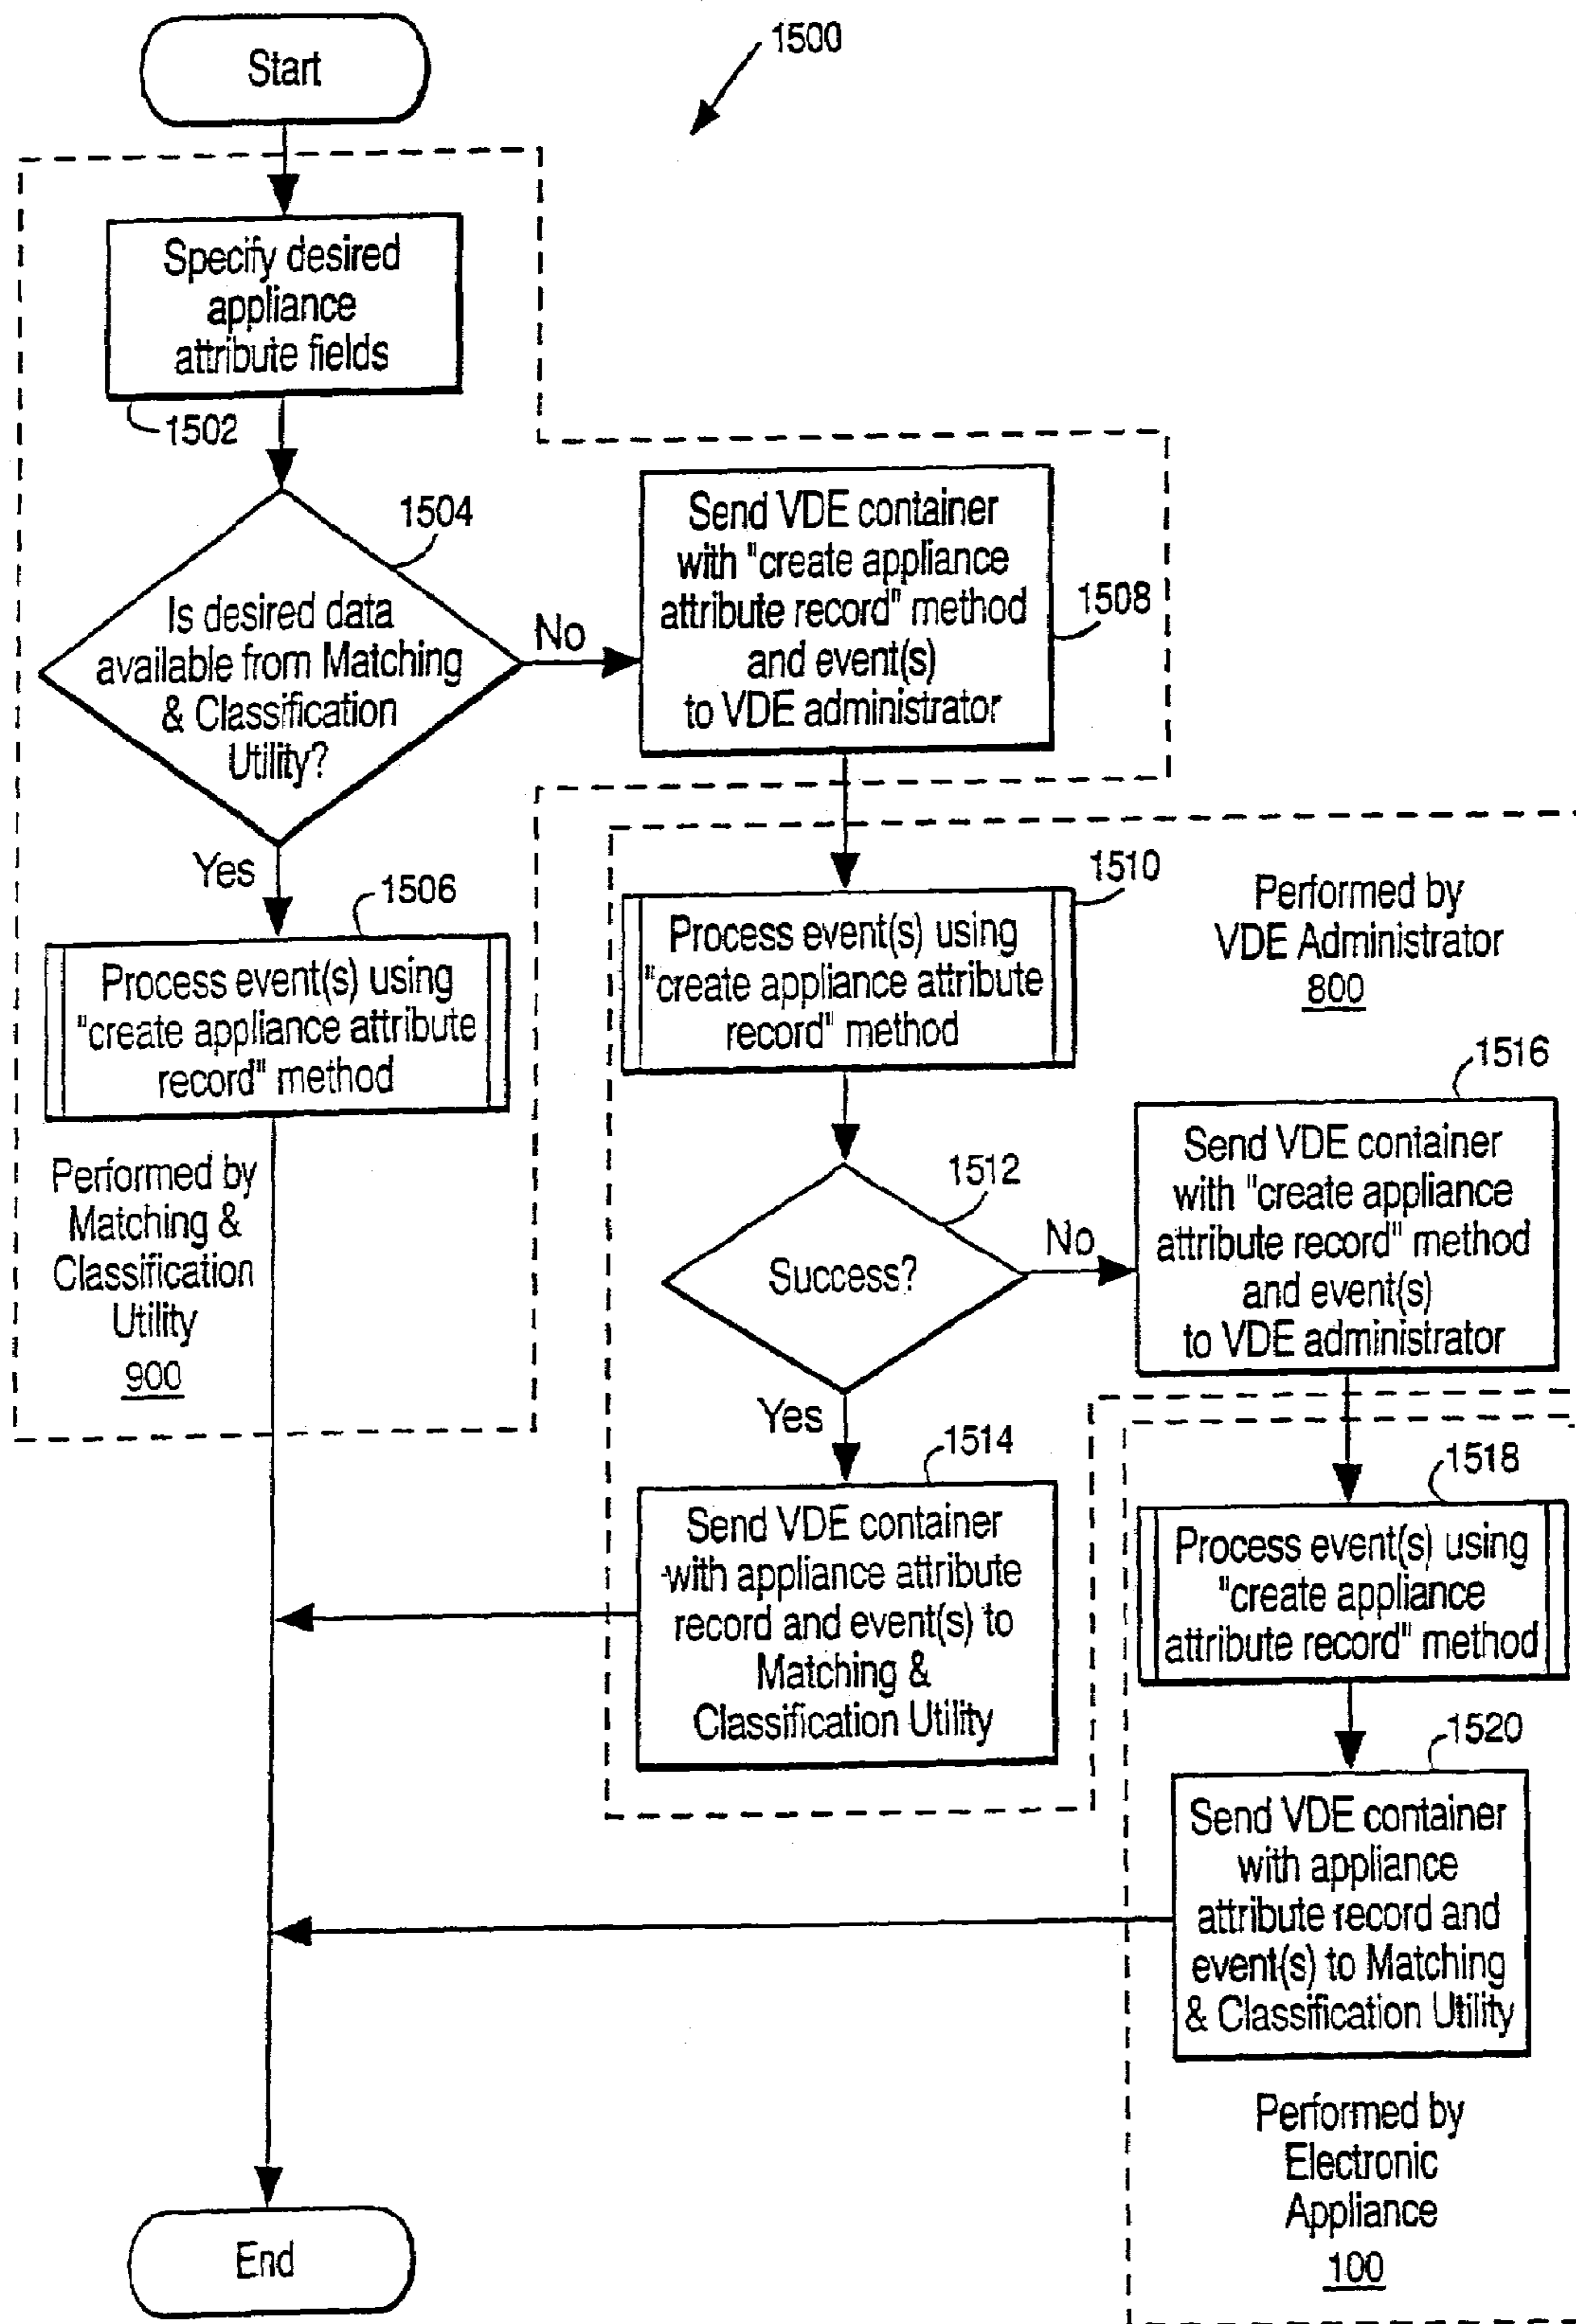 Start
1500
Specify desired
appliance
attribute fields
1502
1504
Is desired data
available from Matching
& Classification
Utility?
No
Send VDE container
with "create appliance
attribute record" method
and event(s)
to VDE administrator
1508
Yes
1506
Process event(s) using
"create appliance attribute
record" method
Performed by
Matching &
Classification
Utility
900
1510
Process event(s) using
"create appliance attribute
record" method
Performed by
VDE Administrator
800
1512
Success?
No
1516
Send VDE container
with "create appliance
attribute record" method
and event(s)
to VDE administrator
Yes
1514
Send VDE container
with appliance attribute
record and event(s) to
Matching &
Classification Utility
1518
Process event(s) using
"create appliance
attribute record" method
1520
Send VDE container
with appliance
attribute record and
event(s) to Matching
& Classification Utility
Performed by
Electronic
Appliance
100
End